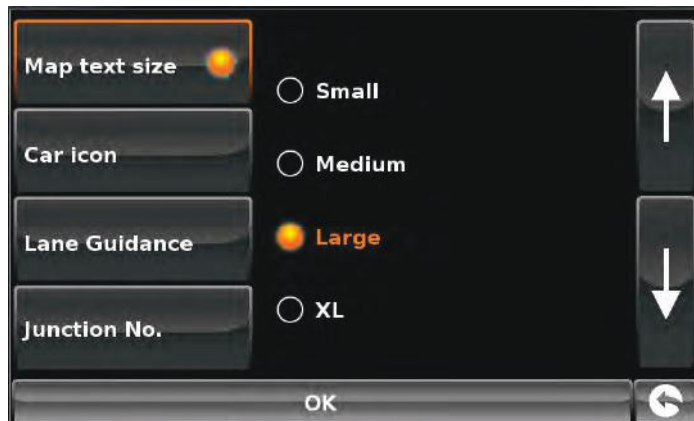 Map text size
Small
Car icon
Medium
Lane Guidance
Large
Junction No.
XL
OK